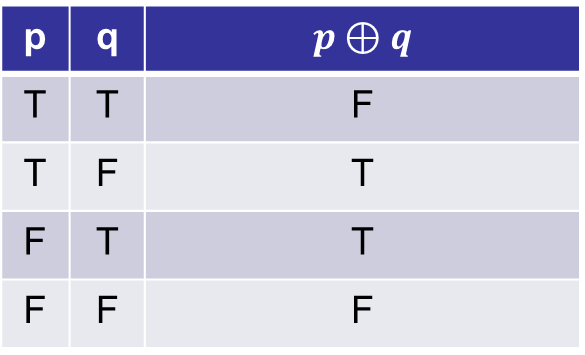 p q p ⊕ q
T T F
T F T
F T T
F F F